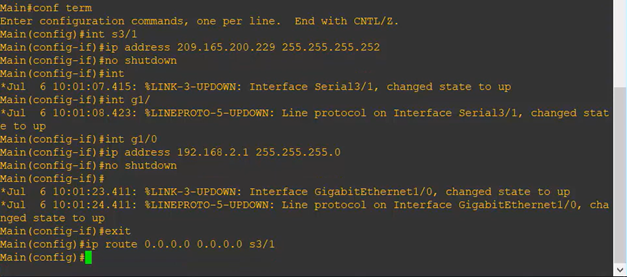 Main#conf term
Enter configuration commands, one per line.  End with CNTL/Z.
Main(config)#int s3/1
Main(config-if)#ip address 209.165.200.229 255.255.255.252
Main(config-if)#no shutdown
Main(config-if)#int
*Jul  6 10:01:07.415: %LINK-3-UPDOWN: Interface Serial3/1, changed state to up
Main(config-if)#int g1/
*Jul  6 10:01:08.423: %LINEPROTO-5-UPDOWN: Line protocol on Interface Serial3/1, changed stat
e to up
Main(config-if)#int g1/0
Main(config-if)#ip address 192.168.2.1 255.255.255.0
Main(config-if)#no shutdown
Main(config-if)#
*Jul  6 10:01:23.411: %LINK-3-UPDOWN: Interface GigabitEthernet1/0, changed state to up
*Jul  6 10:01:24.411: %LINEPROTO-5-UPDOWN: Line protocol on Interface GigabitEthernet1/0, cha
nged state to up
Main(config-if)#exit
Main(config)#ip route 0.0.0.0 0.0.0.0 s3/1
Main(config)#